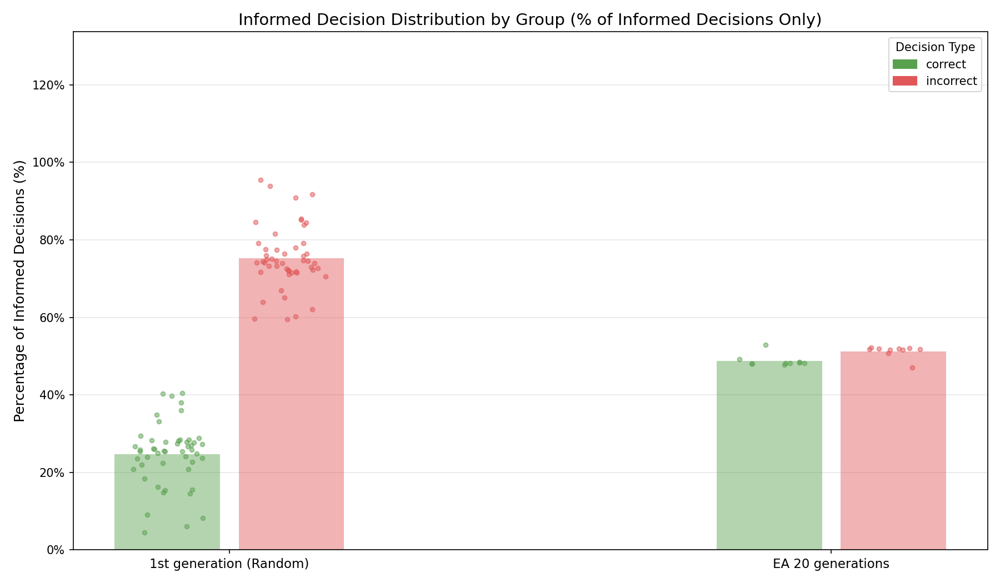 Informed Decision Distribution by Group (% of Informed Decisions Only)
Decision Type
correct
incorrect
Percentage of Informed Decisions (%)
120%
100%
80%
60%
40%
20%
0%
1st generation (Random)
EA 20 generations